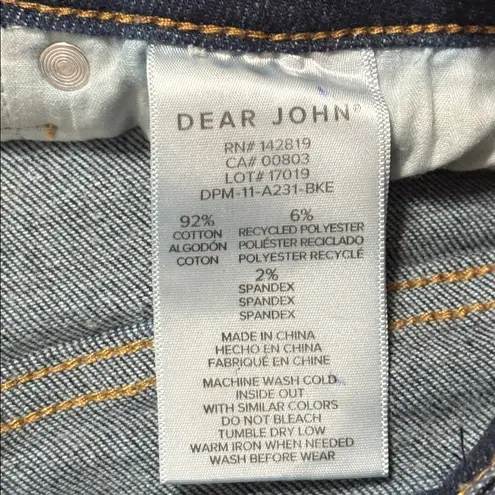 DEAR JOHN®
RN# 142819
CA# 00803
LOT# 17019
DPM-11-A231-BKE
92% 6%
COTTON RECYCLED POLYESTER
ALGODÓN POLIÉSTER RECICLADO
COTON POLYESTER RECYCLÉ
2%
SPANDEX
SPANDEX
SPANDEX
MADE IN CHINA
HECHO EN CHINA
FABRIQUÉ EN CHINE
MACHINE WASH COLD
INSIDE OUT
WITH SIMILAR COLORS
DO NOT BLEACH
TUMBLE DRY LOW
WARM IRON WHEN NEEDED
WASH BEFORE WEAR